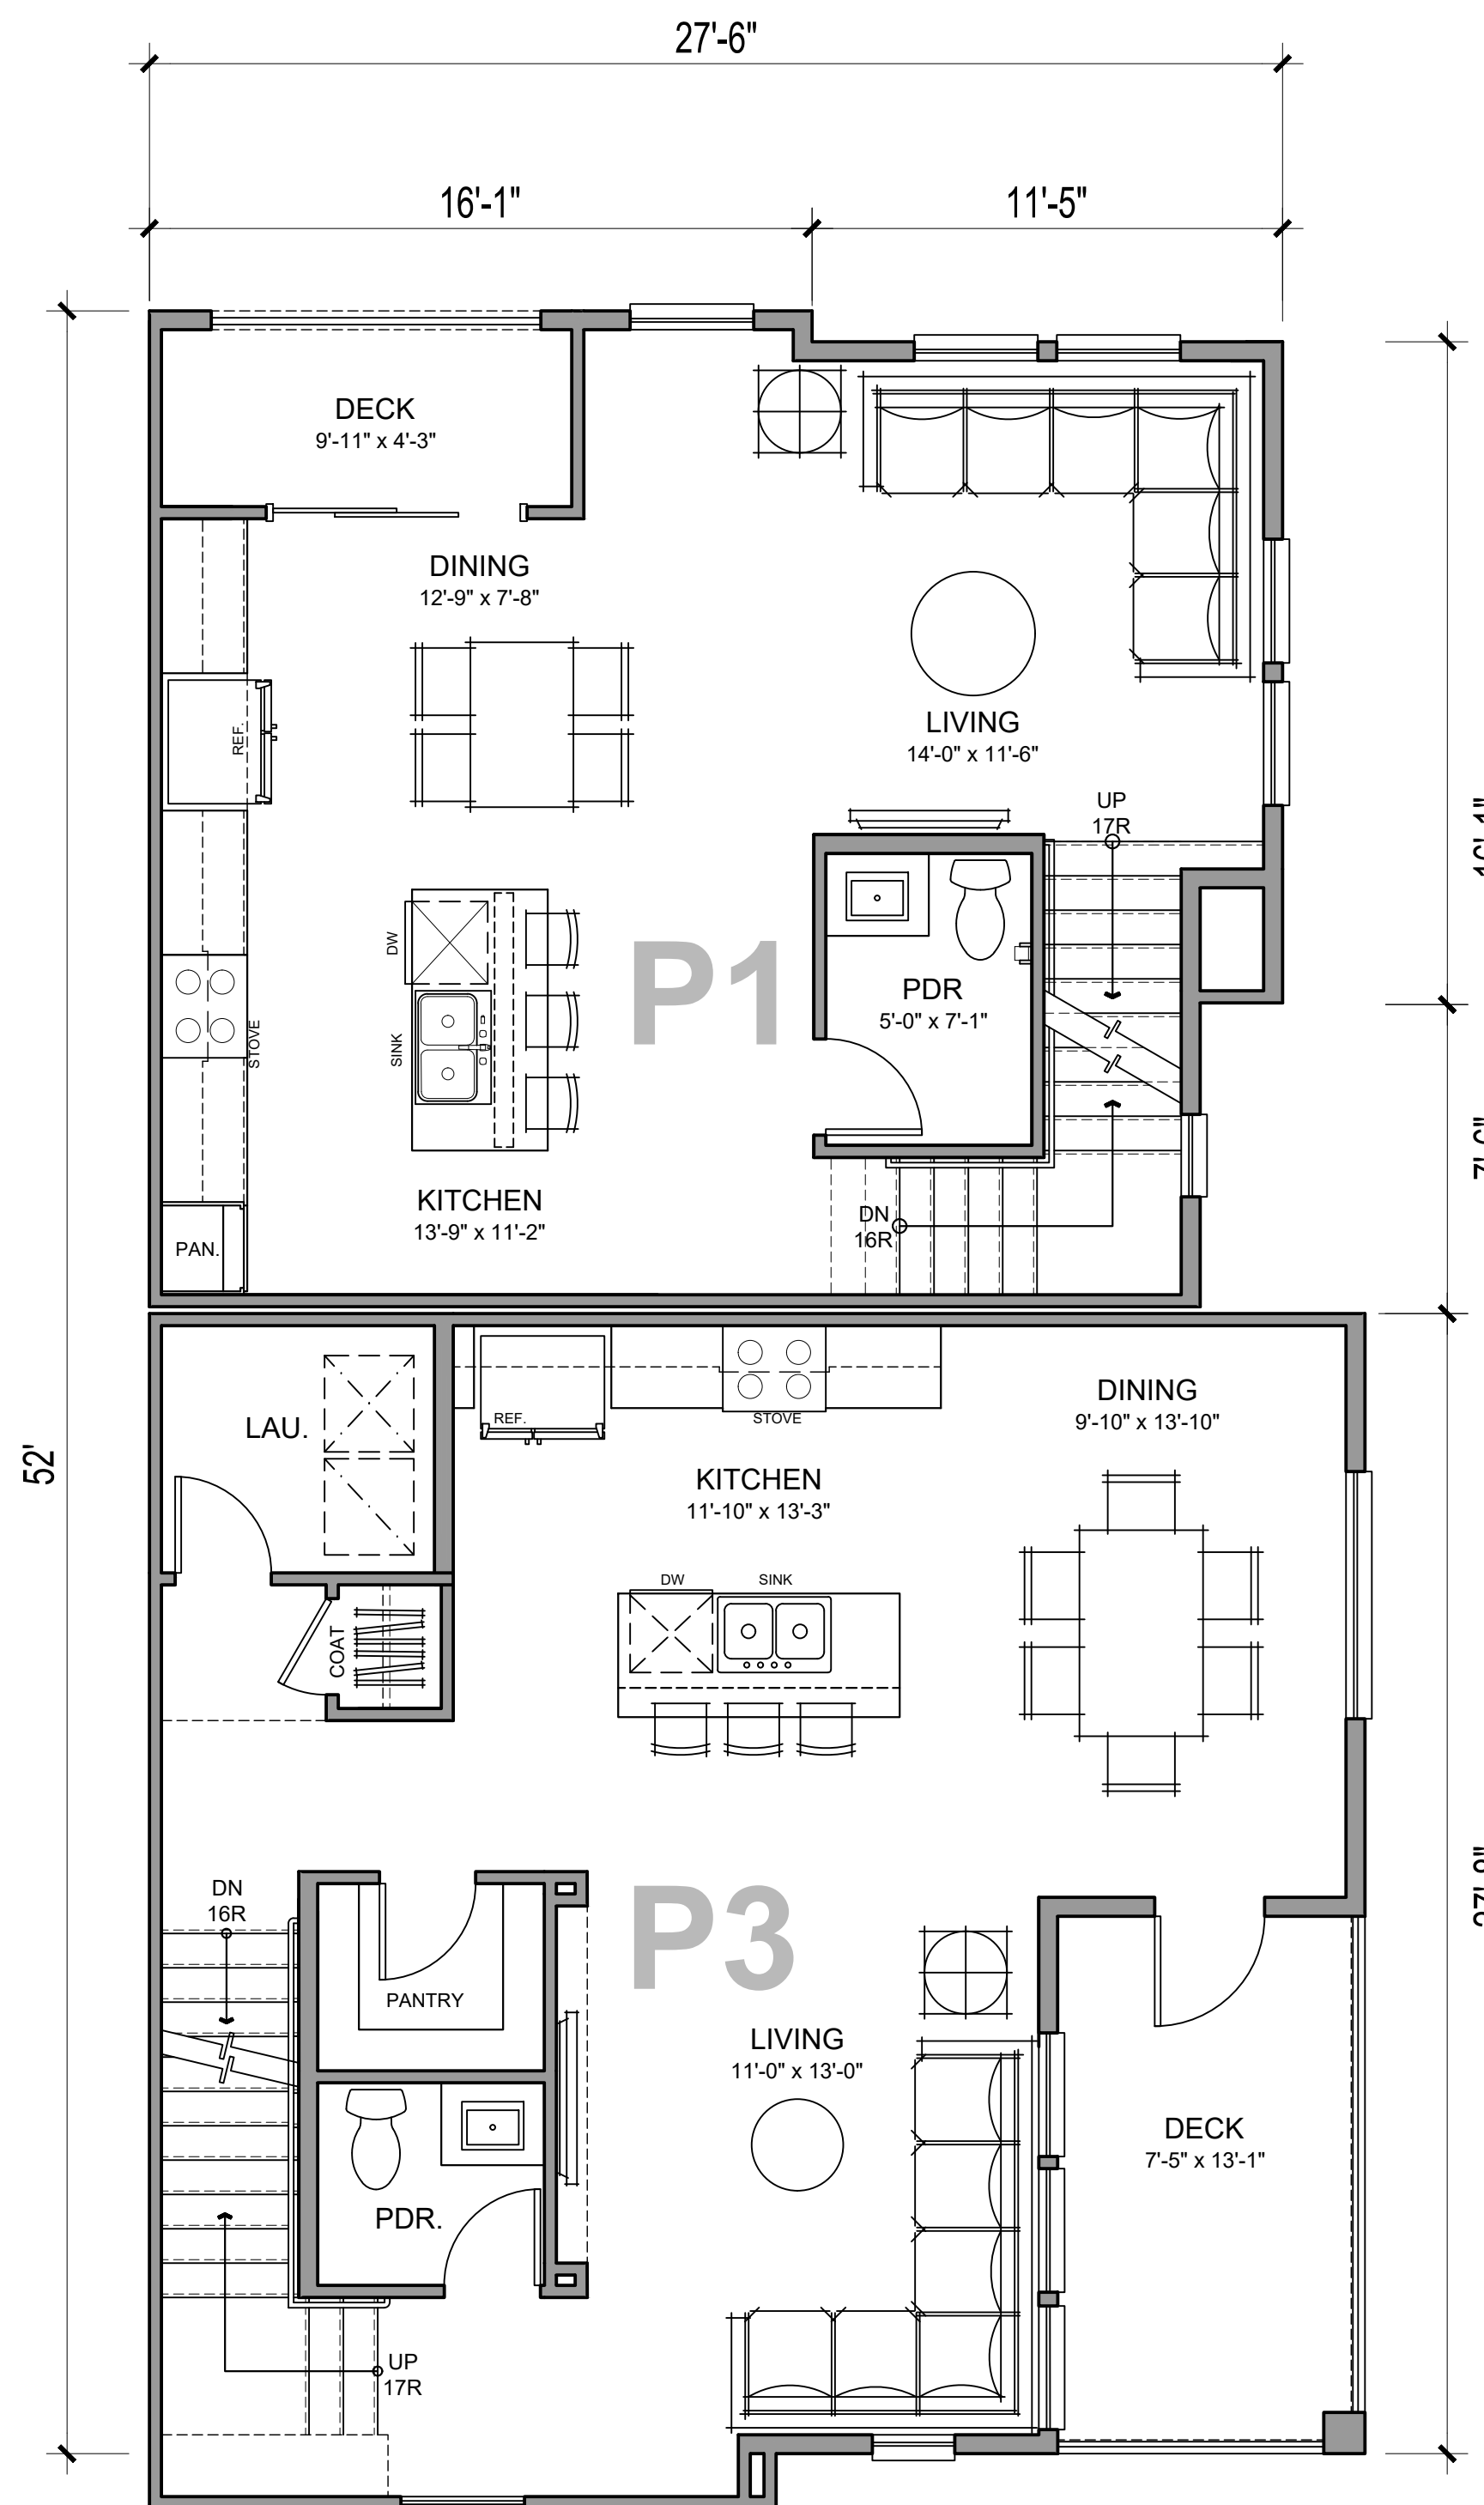 27'-6"
16'-1"
11'-5"
DECK
9'-11" x 4'-3"
DINING
12'-9" x 7'-8"
REF.
LIVING
14'-0" x 11'-6"
UP
17R
DW
P1
PDR
5'-0" x 7'-1"
SINK
STOVE
KITCHEN
13'-9" x 11'-2"
PAN.
DN
16R
52'
LAU.
REF.
STOVE
DINING
9'-10" x 13'-10"
KITCHEN
11'-10" x 13'-3"
DW
SINK
COAT
DN
16R
P3
PANTRY
LIVING
11'-0" x 13'-0"
DECK
7'-5" x 13'-1"
PDR.
UP
17R